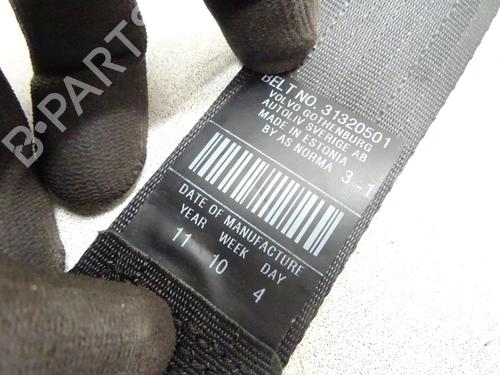 BELT NO. 31320501
VOLVO GOTHENBURG
AUTOLIV SVERIGE AB
MADE IN ESTONIA
BY AS NORMA 3 1
DATE OF MANUFACTURE
YEAR WEEK DAY
11 10 4
B-PARTS